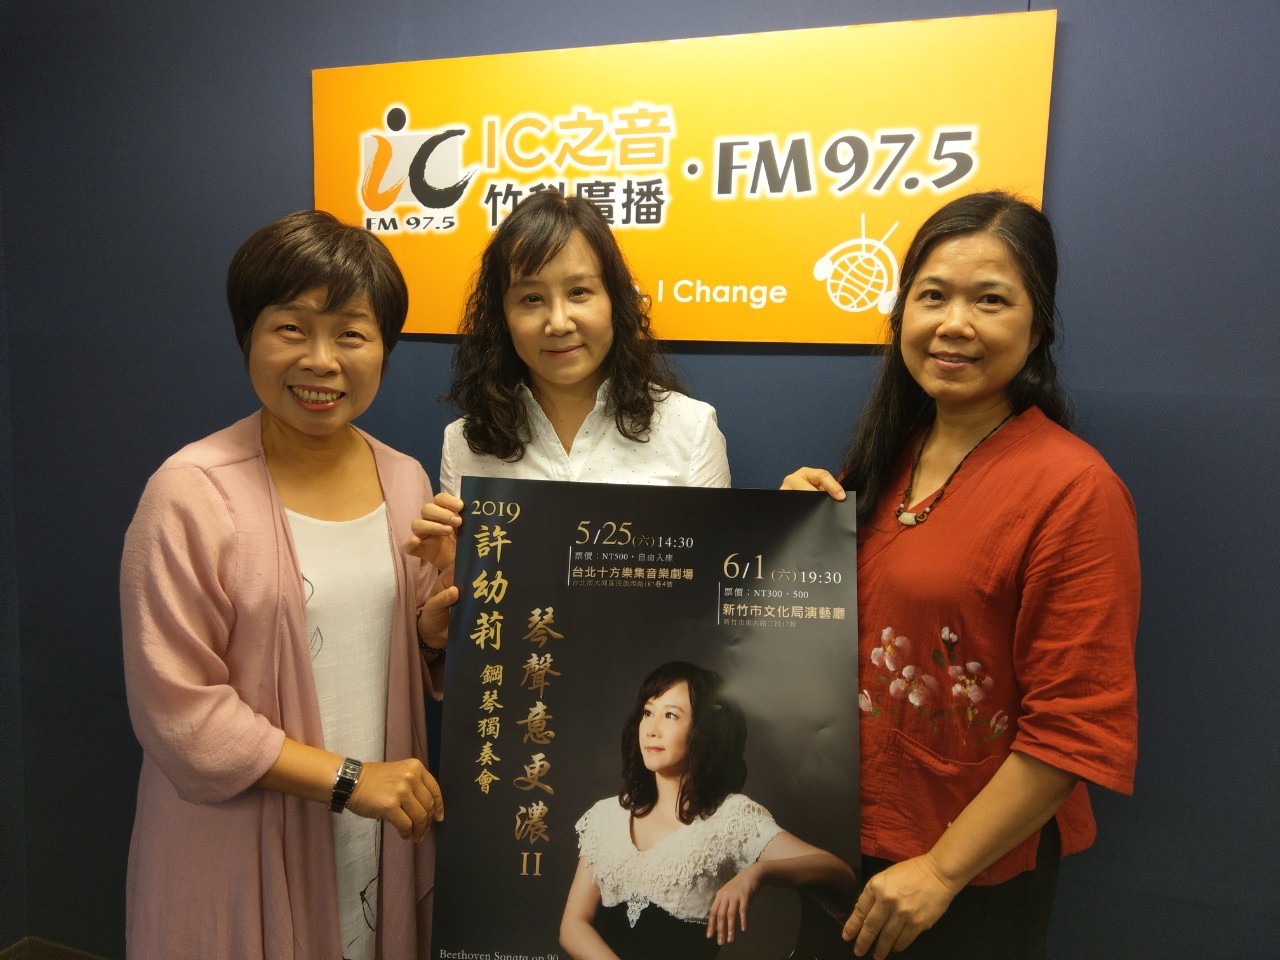 iC
FM 97.5
IC之音
竹科廣播
·FM97.5
I Change
2019
許幼莉
鋼琴獨奏會
琴聲意更濃II
5/25(六)14:30
票價:NT500·自由入座
台北十方樂集音樂劇場
6/1(六)19:30
票價:NT300、500
新竹市文化局演藝廳
Beethoven Sonata op.90